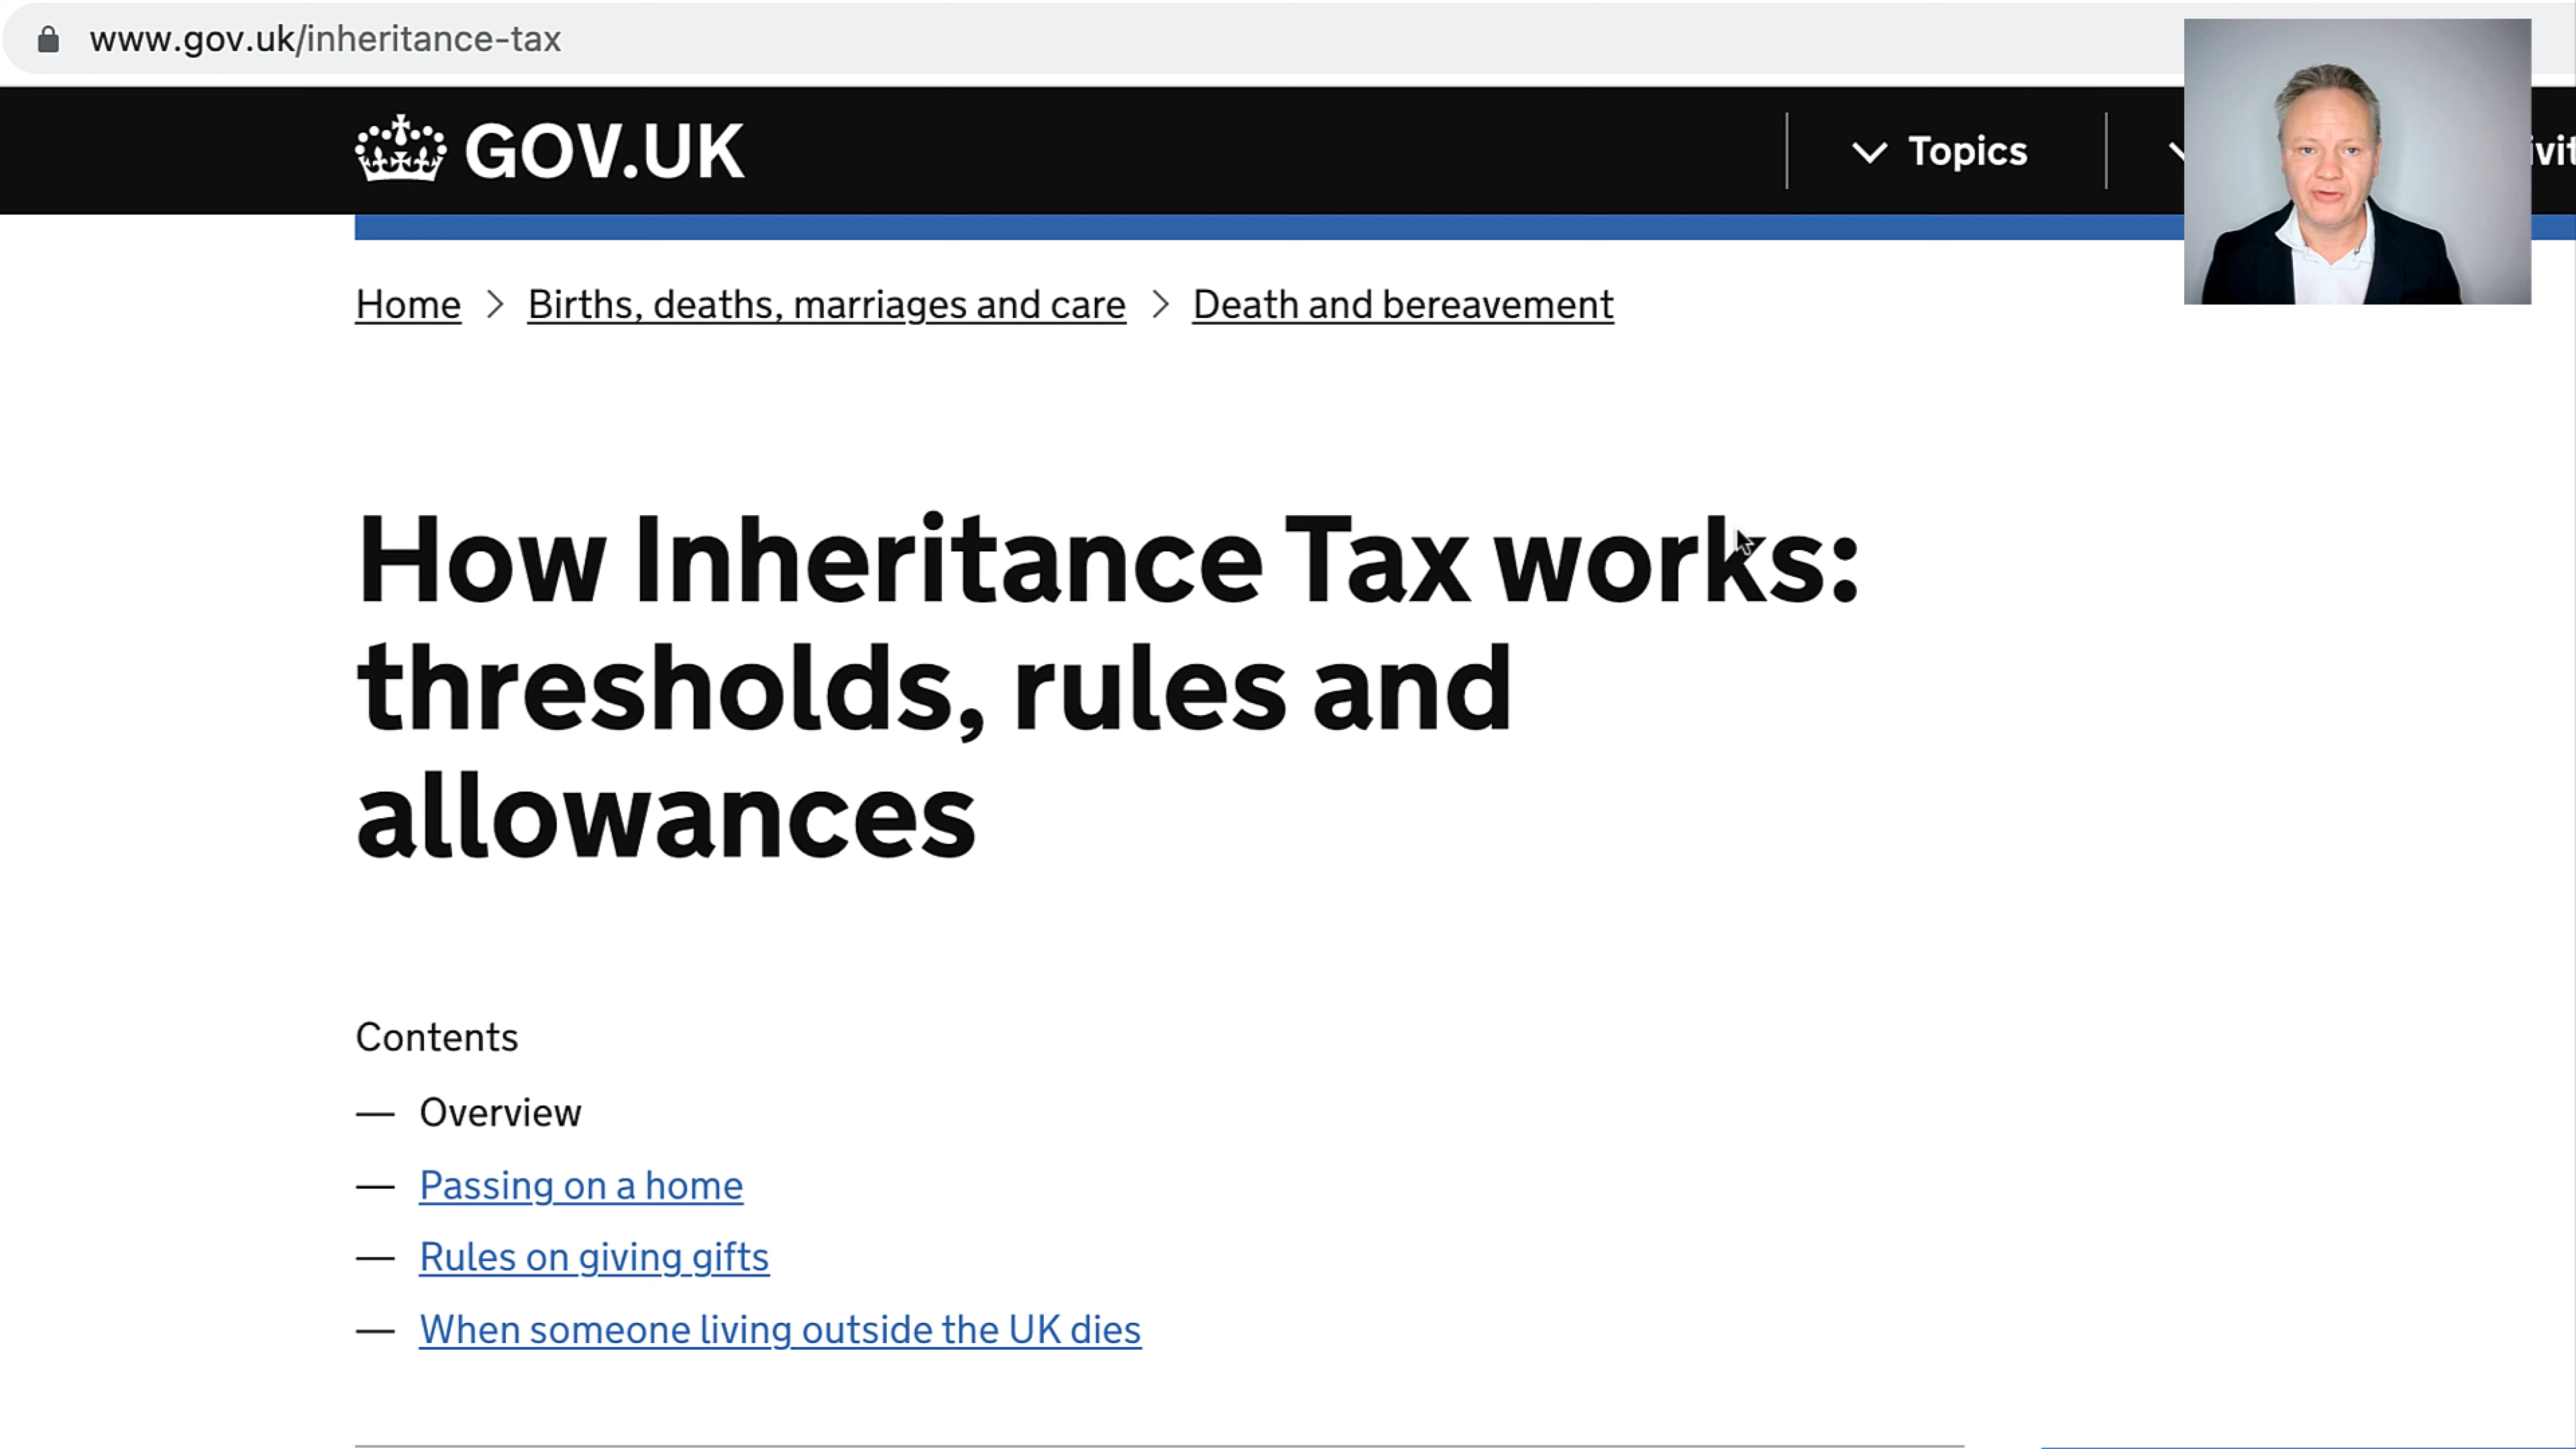 www.gov.uk/inheritance-tax
GOV.UK
Topics
Home > Births, deaths, marriages and care > Death and bereavement
How Inheritance Tax works:
thresholds, rules and
allowances
Contents
— Overview
— Passing on a home
— Rules on giving gifts
— When someone living outside the UK dies